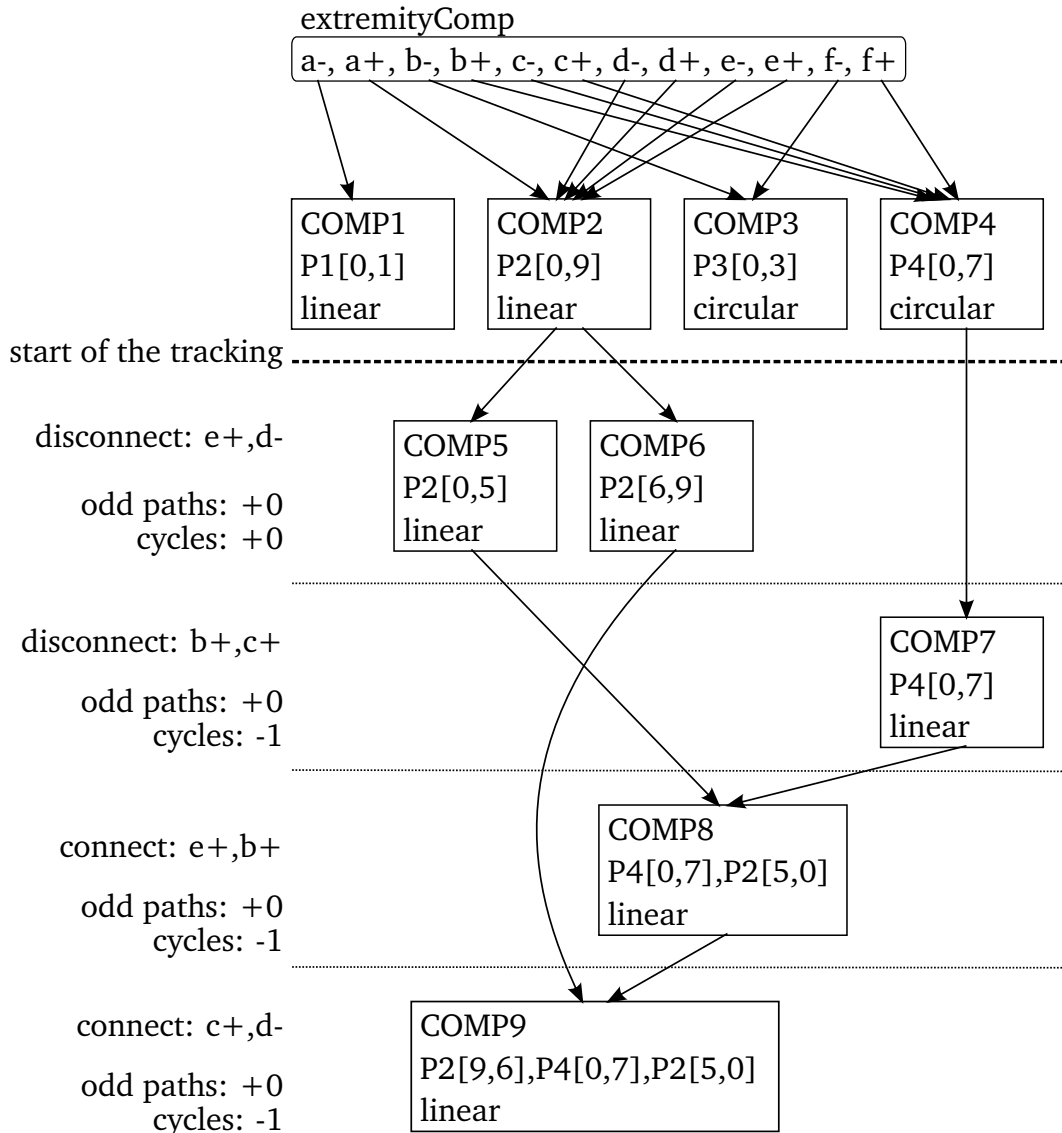 extremityComp
a-, a+, b-, b+, c-, c+, d-, d+, e-, e+, f-, f+
COMP1
P1[0,1]
linear
COMP2
P2[0,9]
linear
COMP3
P3[0,3]
circular
COMP4
P4[0,7]
circular
start of the tracking
disconnect: e+,d-
odd paths: +0
cycles: +0
COMP5
P2[0,5]
linear
COMP6
P2[6,9]
linear
disconnect: b+,c+
odd paths: +0
cycles: -1
COMP7
P4[0,7]
linear
connect: e+,b+
odd paths: +0
cycles: -1
COMP8
P4[0,7],P2[5,0]
linear
connect: c+,d-
odd paths: +0
cycles: -1
COMP9
P2[9,6],P4[0,7],P2[5,0]
linear